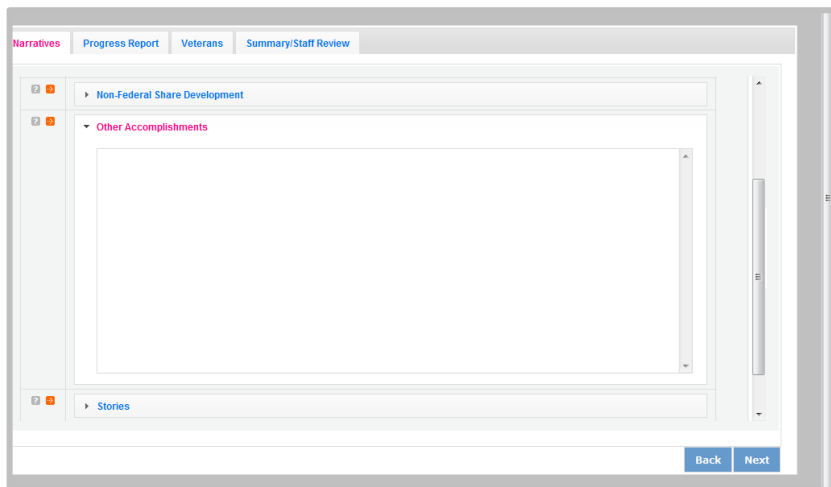 Narratives Progress Report Veterans Summary/Staff Review
? Non-Federal Share Development
? Other Accomplishments
? Stories
Back Next